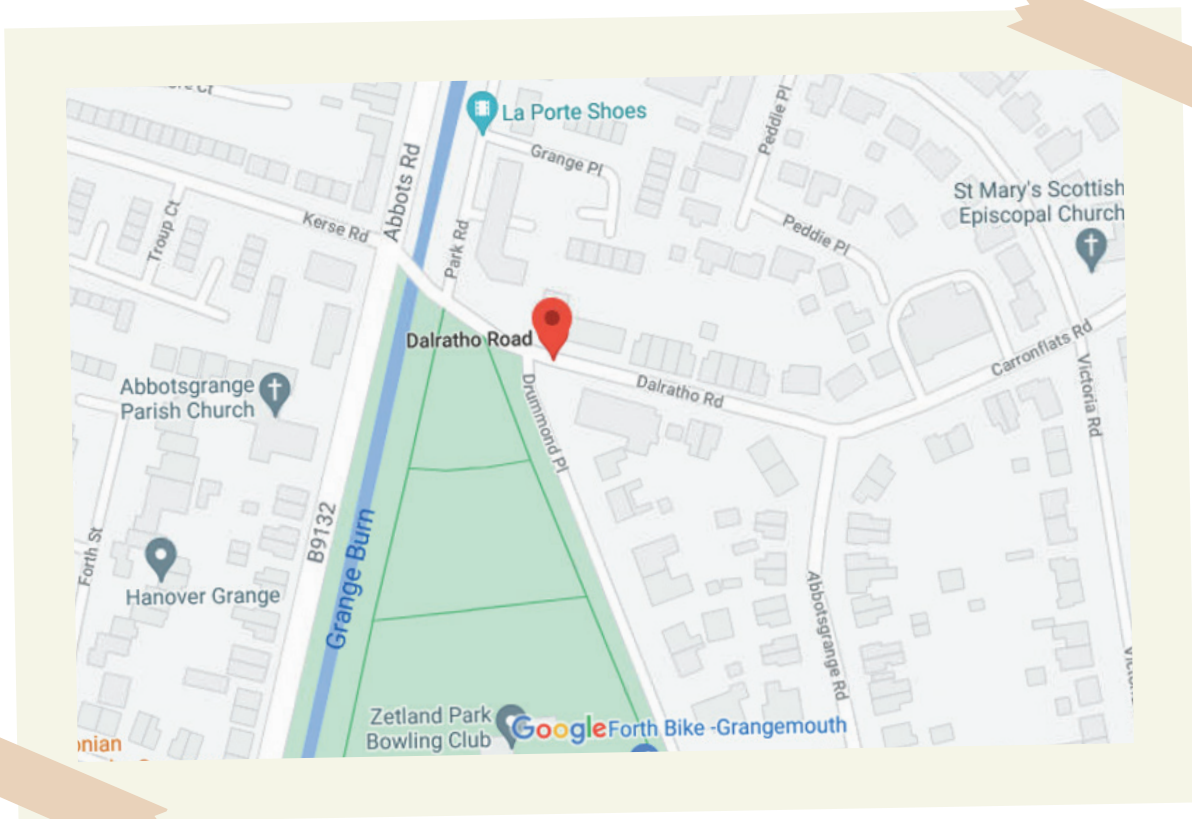 La Porte Shoes
Grange Pl
Peddie Pl
Abbots Rd
Kerse Rd
Troup Ct
Park Rd
Peddie Pl
St Mary's Scottish
Episcopal Church
Dalratho Road
Carronflats Rd
Victoria Rd
Dalratho Rd
Drummond Pl
Abbotsgrange
Parish Church
B9132
Grange Burn
Forth St
Hanover Grange
Abbotsgrange Rd
Zetland Park
Bowling Club
Google
Forth Bike -Grangemouth
onian